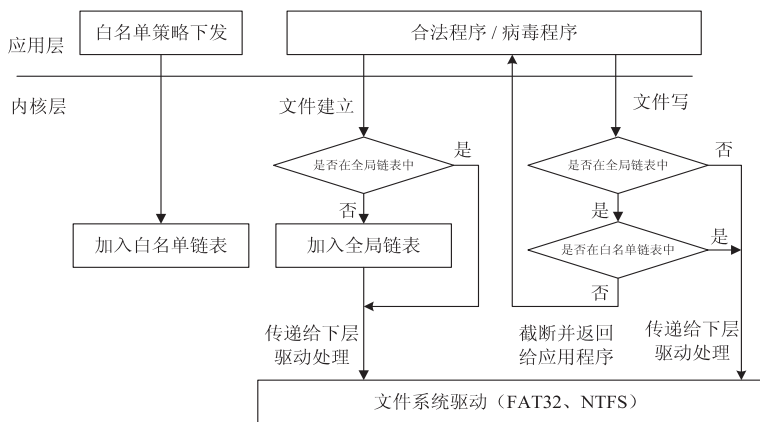 应用层
白名单策略下发
合法程序 / 病毒程序
内核层
文件建立
文件写
是否在全局链表中
是
是否在全局链表中
否
否
是
加入白名单链表
加入全局链表
是否在白名单链表中
是
否
传递给下层
驱动处理
截断并返回
给应用程序
传递给下层
驱动处理
文件系统驱动（FAT32、NTFS）